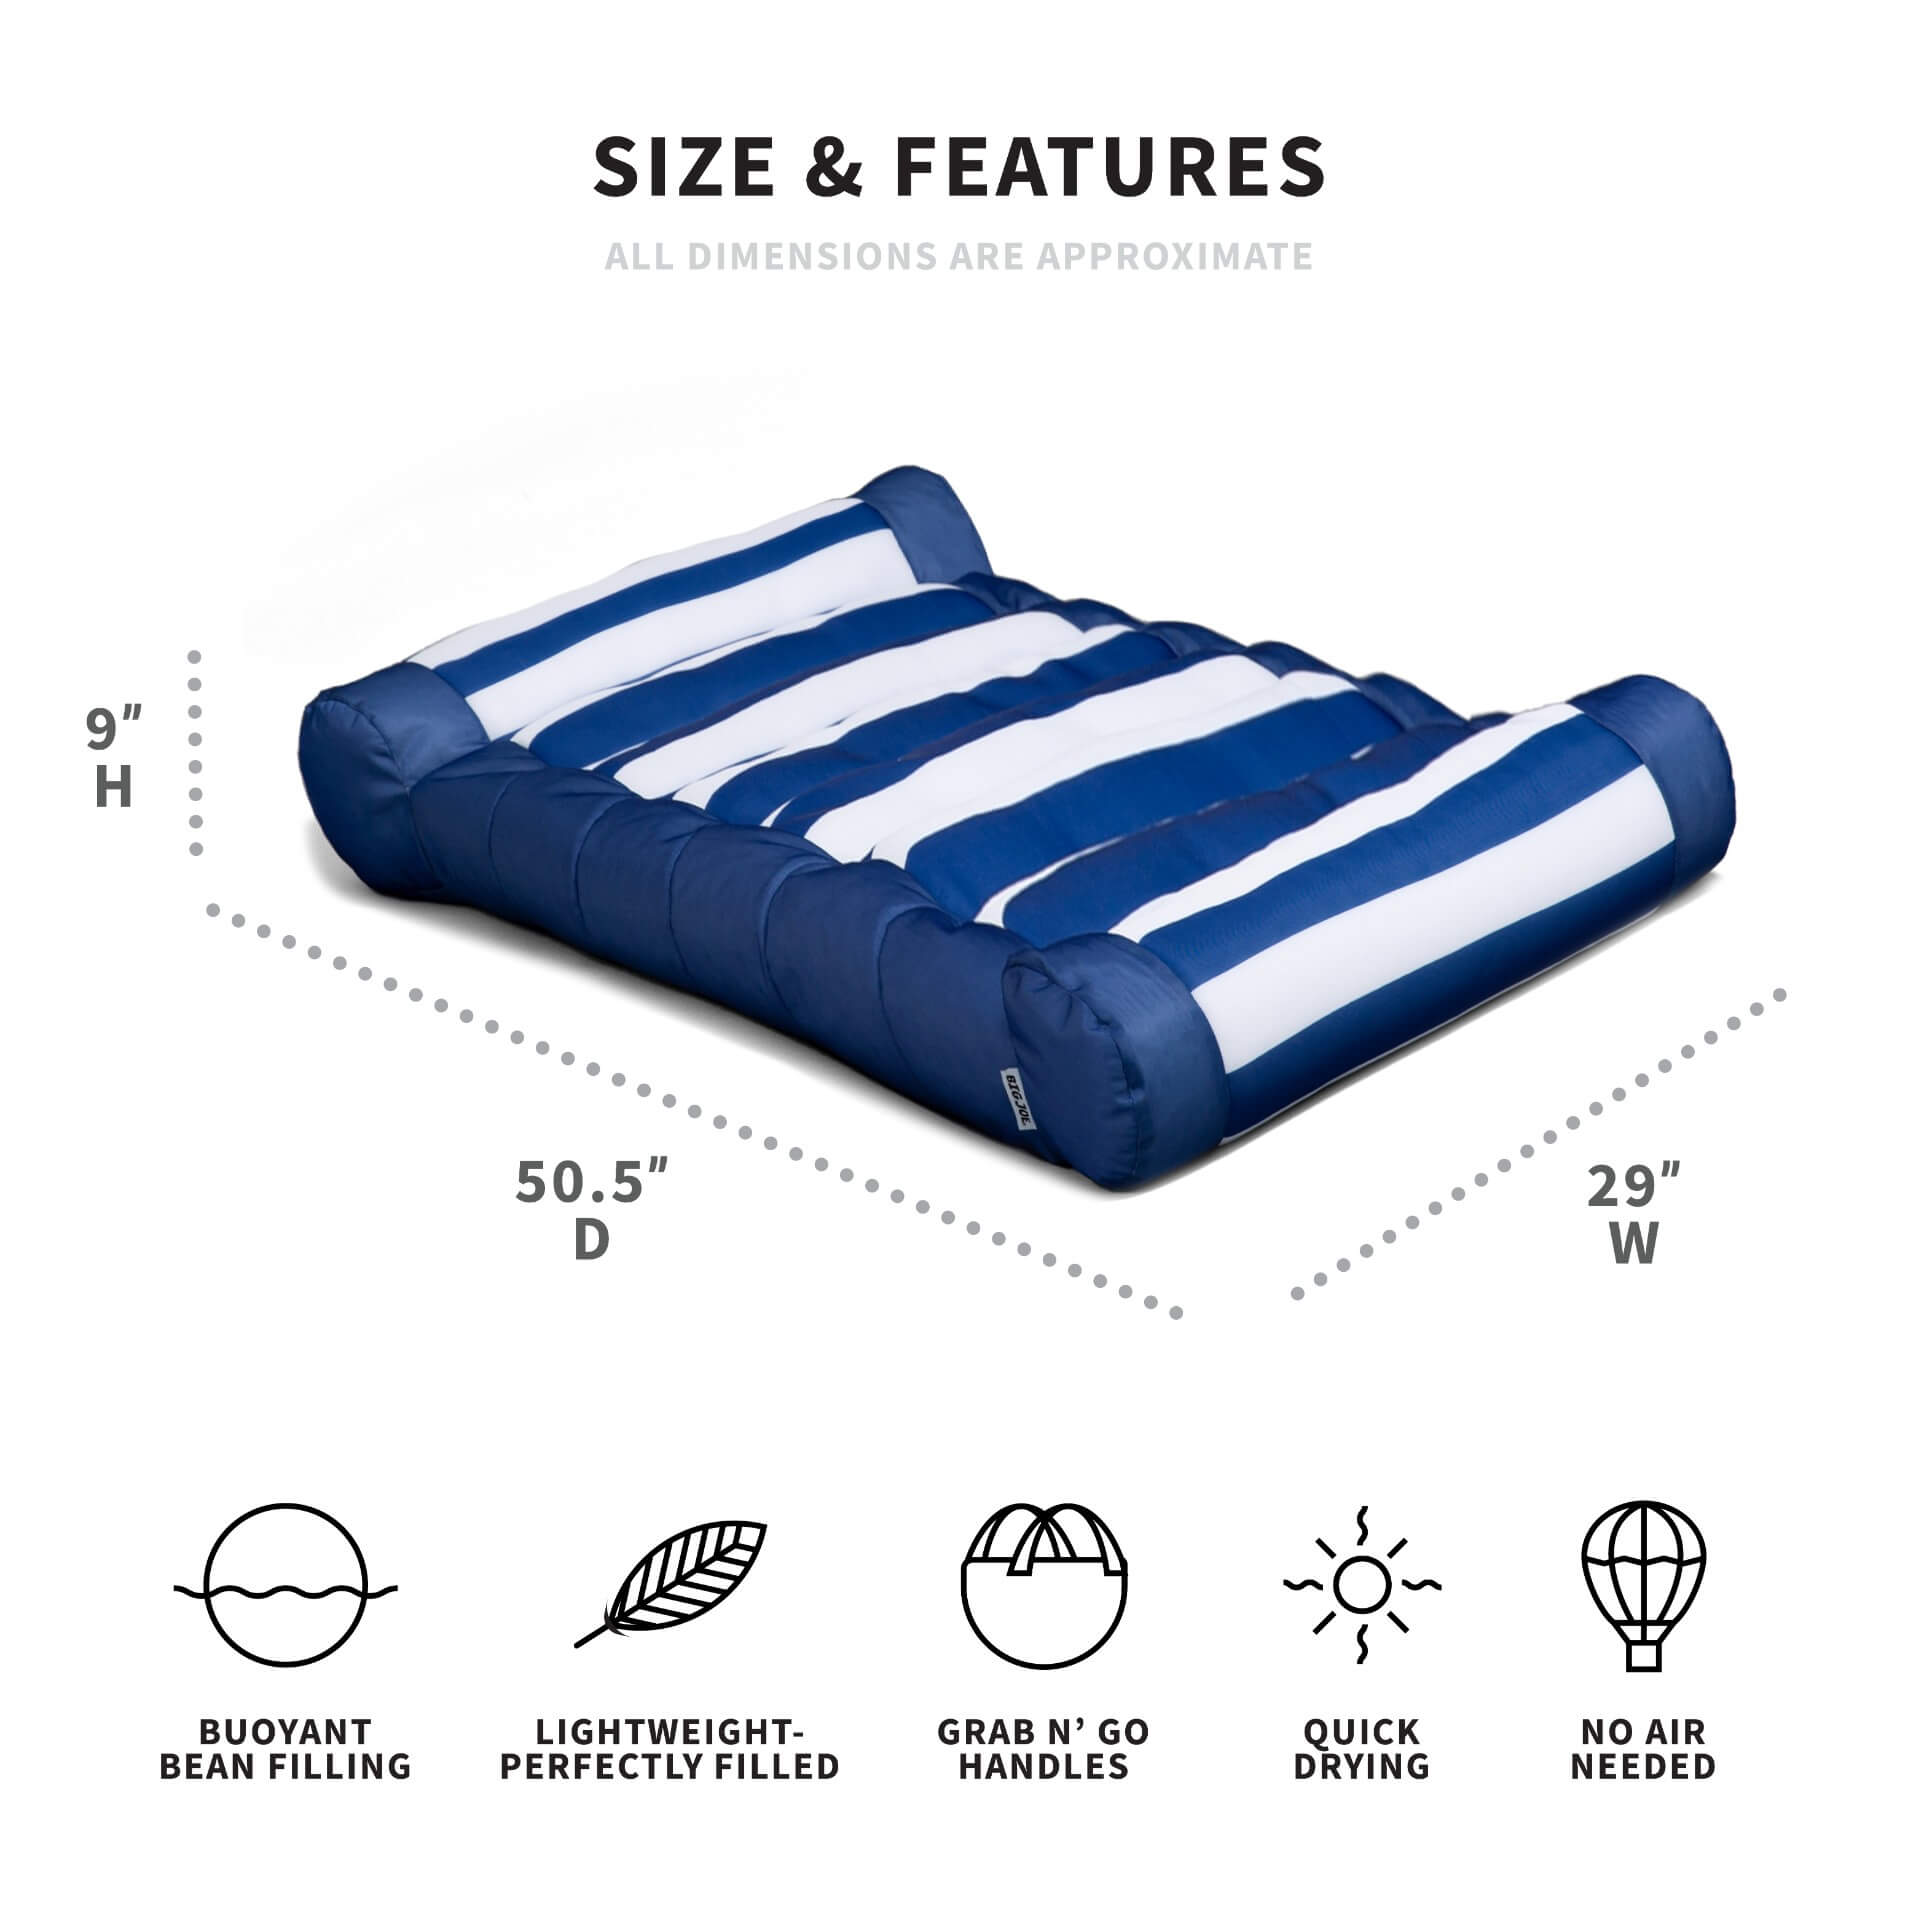 SIZE & FEATURES
ALL DIMENSIONS ARE APPROXIMATE
9″
H
50.5″
D
29″
W
BIG JOE
BUOYANT
BEAN FILLING
LIGHTWEIGHT-
PERFECTLY FILLED
GRAB N’ GO
HANDLES
QUICK
DRYING
NO AIR
NEEDED